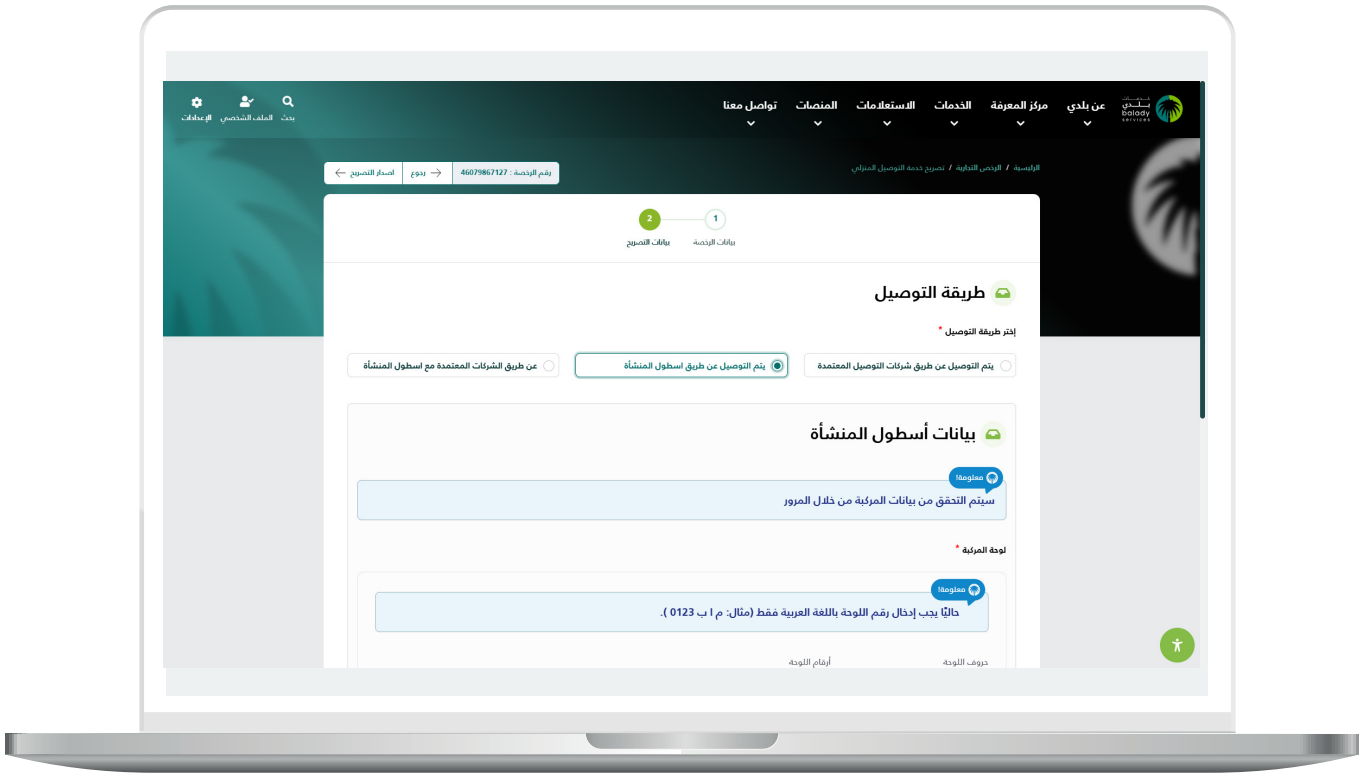 خدمات
بلدي
balady
services
عن بلدي
مركز المعرفة
الخدمات
الاستعلامات
المنصات
تواصل معنا
بحث
الملف الشخصي
الإعدادات
الرئيسية / الرخص التجارية / تصريح خدمة التوصيل المنزلي
رقم الرخصة : 46079867127
رجوع
اصدار التصريح
1
بيانات الرخصة
2
بيانات التصريح
طريقة التوصيل
إختر طريقة التوصيل *
يتم التوصيل عن طريق شركات التوصيل المعتمدة
يتم التوصيل عن طريق اسطول المنشأة
عن طريق الشركات المعتمدة مع اسطول المنشأة
بيانات أسطول المنشأة
معلومة!
سيتم التحقق من بيانات المركبة من خلال المرور
لوحة المركبة *
معلومة!
حاليًا يجب إدخال رقم اللوحة باللغة العربية فقط (مثال: م ا ب 0123 ).
حروف اللوحة
أرقام اللوحة